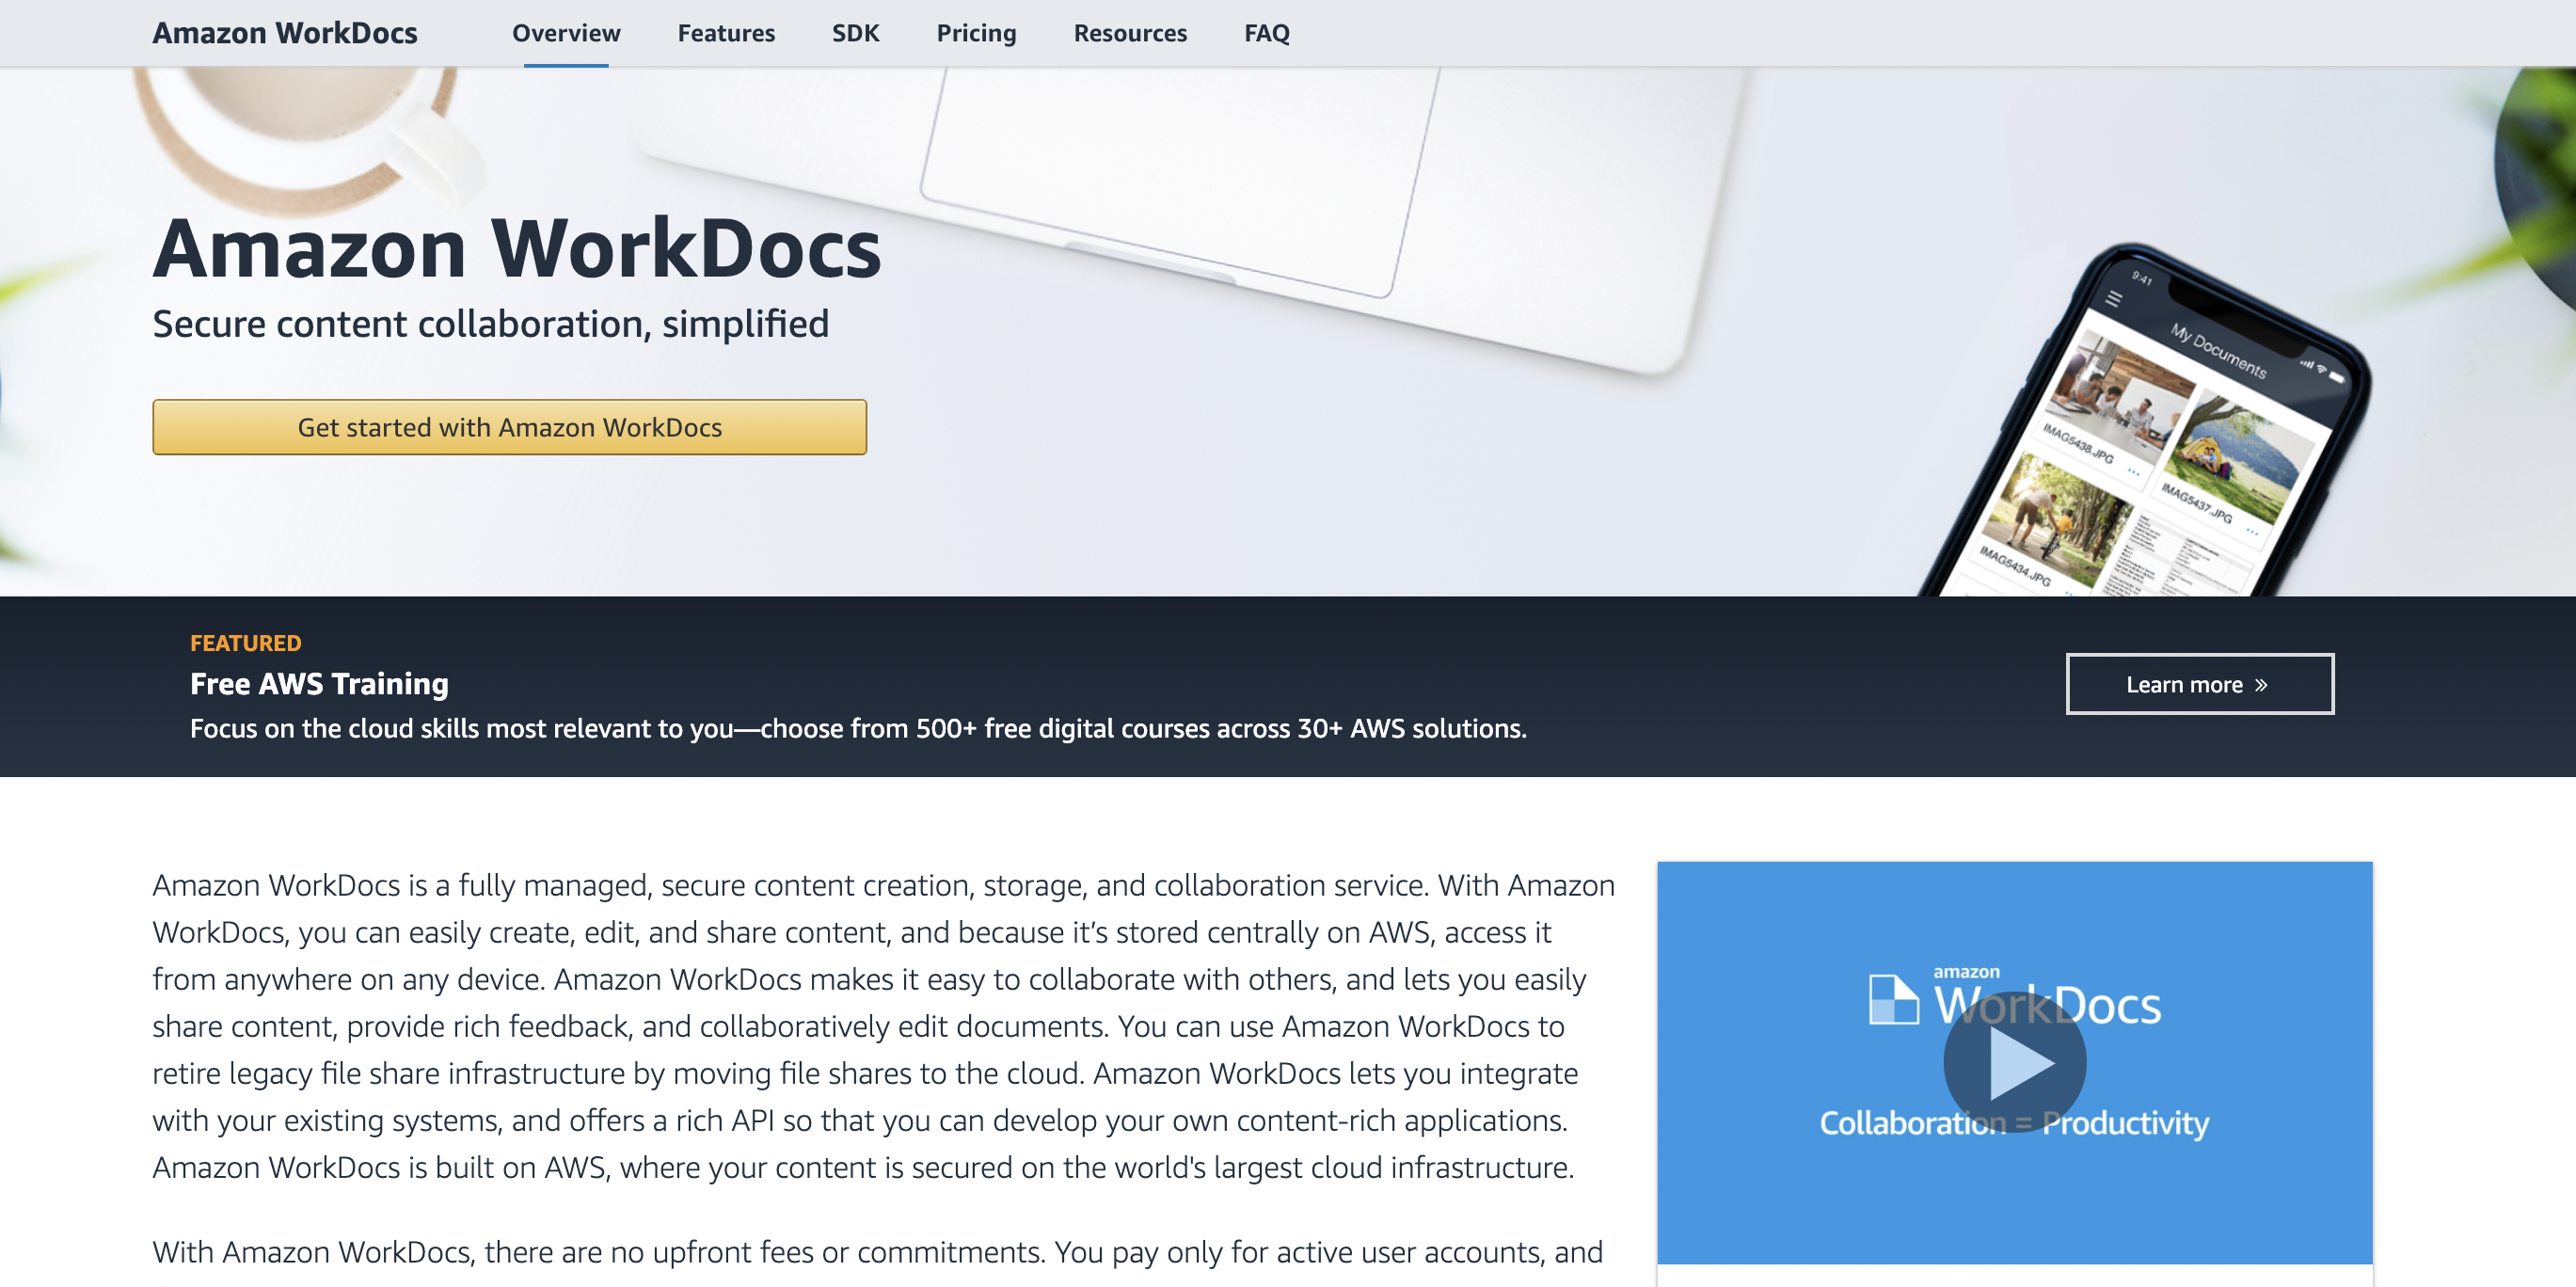 Amazon WorkDocs
Overview
Features
SDK
Pricing
Resources
FAQ
Amazon WorkDocs
Secure content collaboration, simplified
Get started with Amazon WorkDocs
9:41
My Documents
IMAG5438.JPG
IMAG5437.JPG
IMAG5434.JPG
FEATURED
Free AWS Training
Focus on the cloud skills most relevant to you—choose from 500+ free digital courses across 30+ AWS solutions.
Learn more »
Amazon WorkDocs is a fully managed, secure content creation, storage, and collaboration service. With Amazon
WorkDocs, you can easily create, edit, and share content, and because it’s stored centrally on AWS, access it
from anywhere on any device. Amazon WorkDocs makes it easy to collaborate with others, and lets you easily
share content, provide rich feedback, and collaboratively edit documents. You can use Amazon WorkDocs to
retire legacy file share infrastructure by moving file shares to the cloud. Amazon WorkDocs lets you integrate
with your existing systems, and offers a rich API so that you can develop your own content-rich applications.
Amazon WorkDocs is built on AWS, where your content is secured on the world's largest cloud infrastructure.
With Amazon WorkDocs, there are no upfront fees or commitments. You pay only for active user accounts, and
amazon
WorkDocs
Collaboration = Productivity